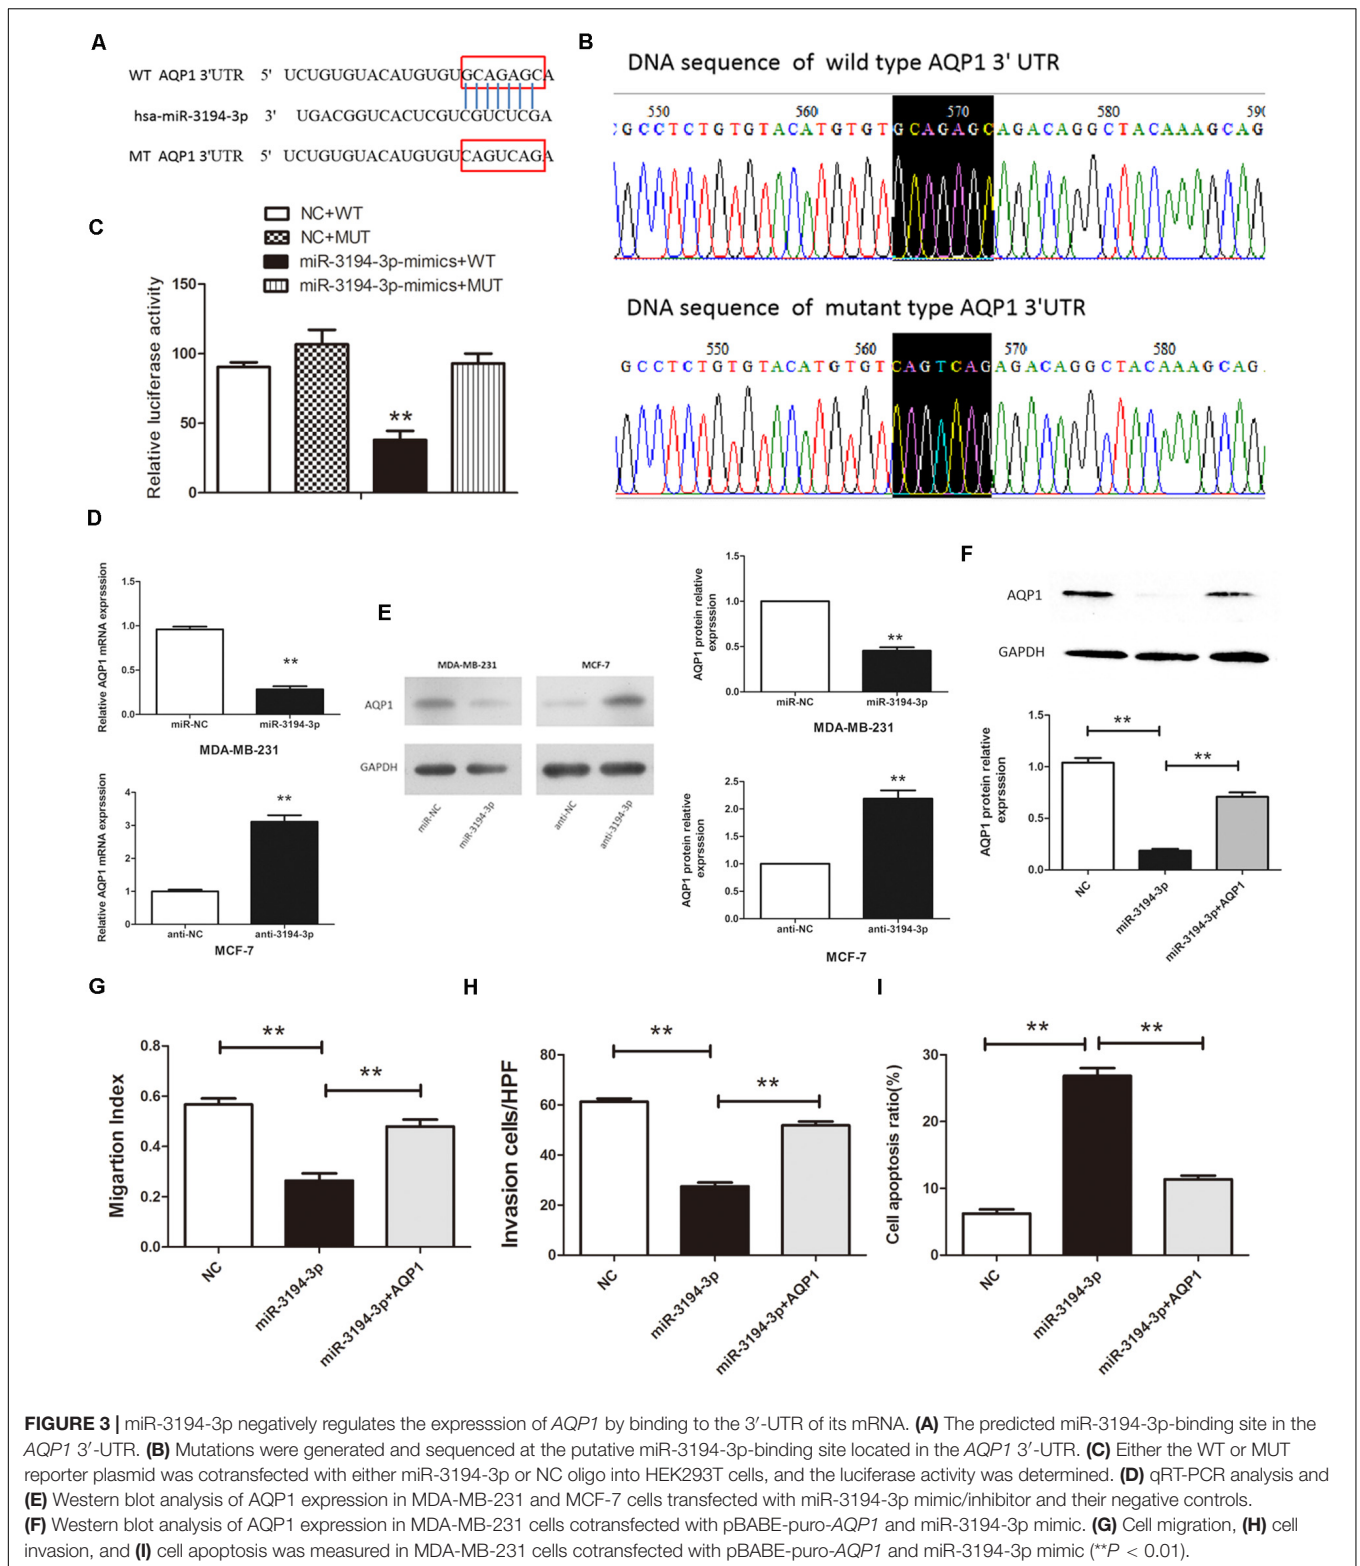 A
WT AQP1 3'UTR 5' UCUGUGUACAUGUGUGCAGAGCA
hsa-miR-3194-3p 3' UGACGGUCACUCGUCGUCUCGA
MT AQP1 3'UTR 5' UCUGUGUACAUGUGUCAGUCAGA
B
DNA sequence of wild type AQP1 3' UTR
550 560 570 580 590
GCCTCTGTGTACATGTGTGCAGAGCAGACAGGCTACAAAGCAG
DNA sequence of mutant type AQP1 3'UTR
550 560 570 580
GCCTCTGTGTACATGTGTCAGTCAGAGACAGGCTACAAAGCAG
C
NC+WT
NC+MUT
miR-3194-3p-mimics+WT
miR-3194-3p-mimics+MUT
Relative luciferase activity
150
100
50
0
**
D
Relative AQP1 mRNA exprsssion
1.5
1.0
0.5
0.0
**
miR-NC miR-3194-3p
MDA-MB-231
Relative AQP1 mRNA exprsssion
4
3
2
1
0
**
anti-NC anti-3194-3p
MCF-7
E
MDA-MB-231 MCF-7
AQP1
GAPDH
miR-NC miR-3194-3p anti-NC anti-3194-3p
AQP1 protein relative
exprsssion
1.5
1.0
0.5
0.0
**
miR-NC miR-3194-3p
MDA-MB-231
AQP1 protein relative
exprsssion
2.5
2.0
1.5
1.0
0.5
0.0
**
anti-NC anti-3194-3p
MCF-7
F
AQP1
GAPDH
AQP1 protein relative
exprsssion
1.5
1.0
0.5
0.0
** **
NC miR-3194-3p miR-3194-3p+AQP1
G
Migartion Index
0.8
0.6
0.4
0.2
0.0
** **
NC miR-3194-3p miR-3194-3p+AQP1
H
Invasion cells/HPF
80
60
40
20
0
** **
NC miR-3194-3p miR-3194-3p+AQP1
I
Cell apoptosis ratio(%)
30
20
10
0
** **
NC miR-3194-3p miR-3194-3p+AQP1
FIGURE 3 | miR-3194-3p negatively regulates the expresssion of AQP1 by binding to the 3′-UTR of its mRNA. (A) The predicted miR-3194-3p-binding site in the
AQP1 3′-UTR. (B) Mutations were generated and sequenced at the putative miR-3194-3p-binding site located in the AQP1 3′-UTR. (C) Either the WT or MUT
reporter plasmid was cotransfected with either miR-3194-3p or NC oligo into HEK293T cells, and the luciferase activity was determined. (D) qRT-PCR analysis and
(E) Western blot analysis of AQP1 expression in MDA-MB-231 and MCF-7 cells transfected with miR-3194-3p mimic/inhibitor and their negative controls.
(F) Western blot analysis of AQP1 expression in MDA-MB-231 cells cotransfected with pBABE-puro-AQP1 and miR-3194-3p mimic. (G) Cell migration, (H) cell
invasion, and (I) cell apoptosis was measured in MDA-MB-231 cells cotransfected with pBABE-puro-AQP1 and miR-3194-3p mimic (**P < 0.01).